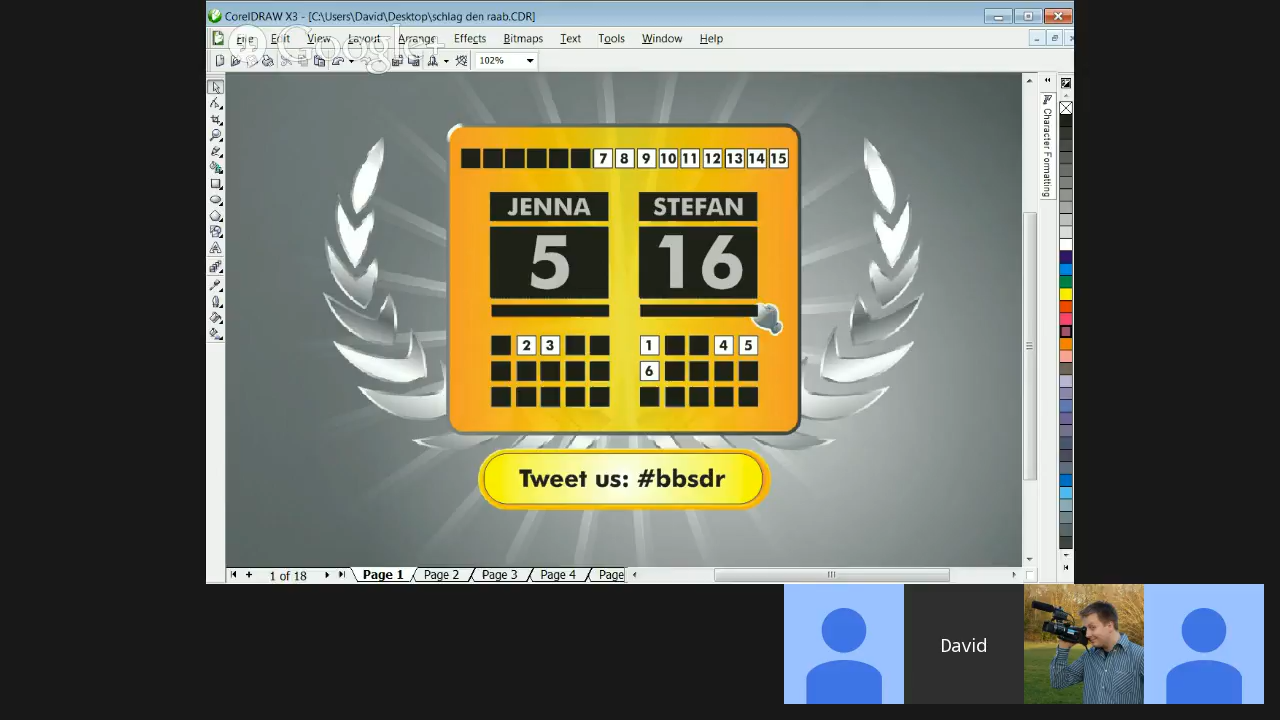 CorelDRAW X3 - [C:\Users\David\Desktop\schlag den raab.CDR]
File Edit View Layout Arrange Effects Bitmaps Text Tools Window Help
Google+
102%
Character Formatting
7 8 9 10 11 12 13 14 15
JENNA STEFAN
5 16
2 3 1 4 5
6
Tweet us: #bbsdr
1 of 18 Page 1 Page 2 Page 3 Page 4 Page
David